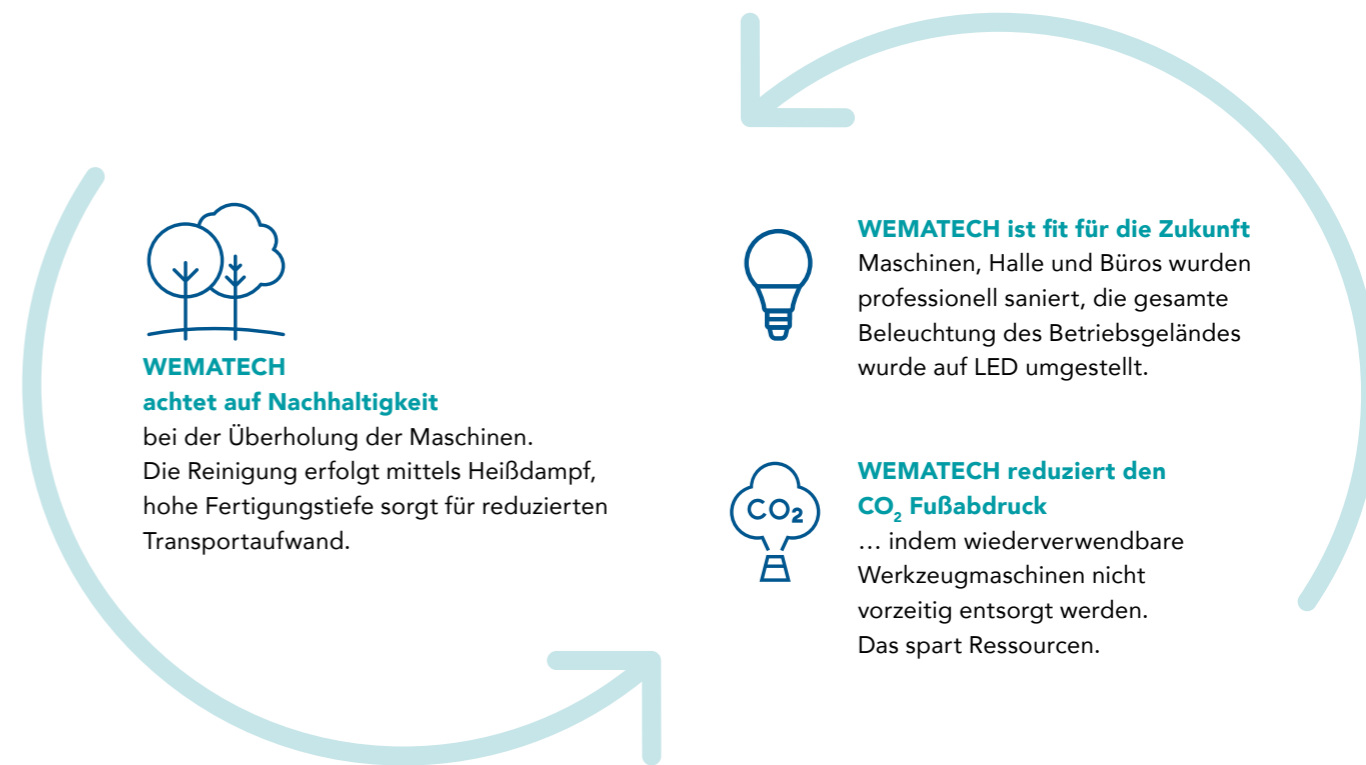 WEMATECH
achtet auf Nachhaltigkeit
bei der Überholung der Maschinen.
Die Reinigung erfolgt mittels Heißdampf,
hohe Fertigungstiefe sorgt für reduzierten
Transportaufwand.
WEMATECH ist fit für die Zukunft
Maschinen, Halle und Büros wurden
professionell saniert, die gesamte
Beleuchtung des Betriebsgeländes
wurde auf LED umgestellt.
CO₂
WEMATECH reduziert den
CO₂ Fußabdruck
… indem wiederverwendbare
Werkzeugmaschinen nicht
vorzeitig entsorgt werden.
Das spart Ressourcen.